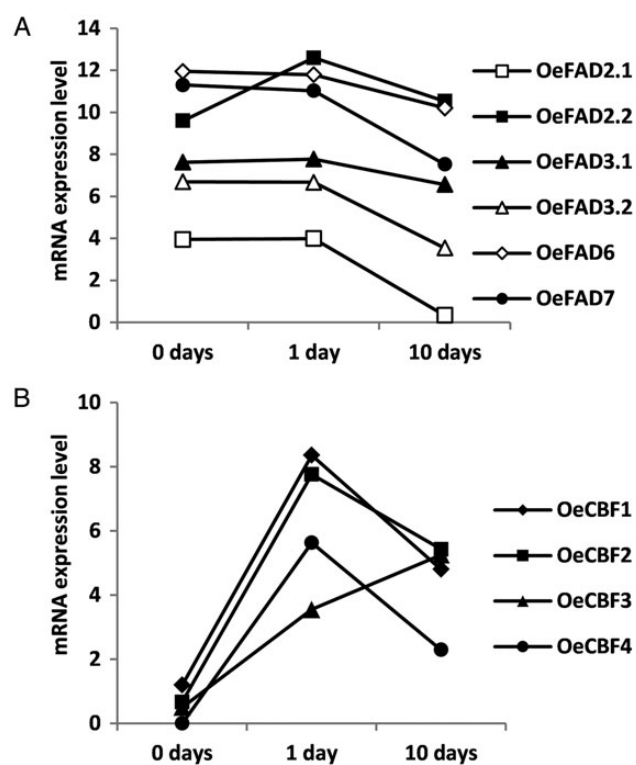 A
mRNA expression level
14
12
10
8
6
4
2
0
0 days
1 day
10 days
OeFAD2.1
OeFAD2.2
OeFAD3.1
OeFAD3.2
OeFAD6
OeFAD7
B
mRNA expression level
10
8
6
4
2
0
0 days
1 day
10 days
OeCBF1
OeCBF2
OeCBF3
OeCBF4